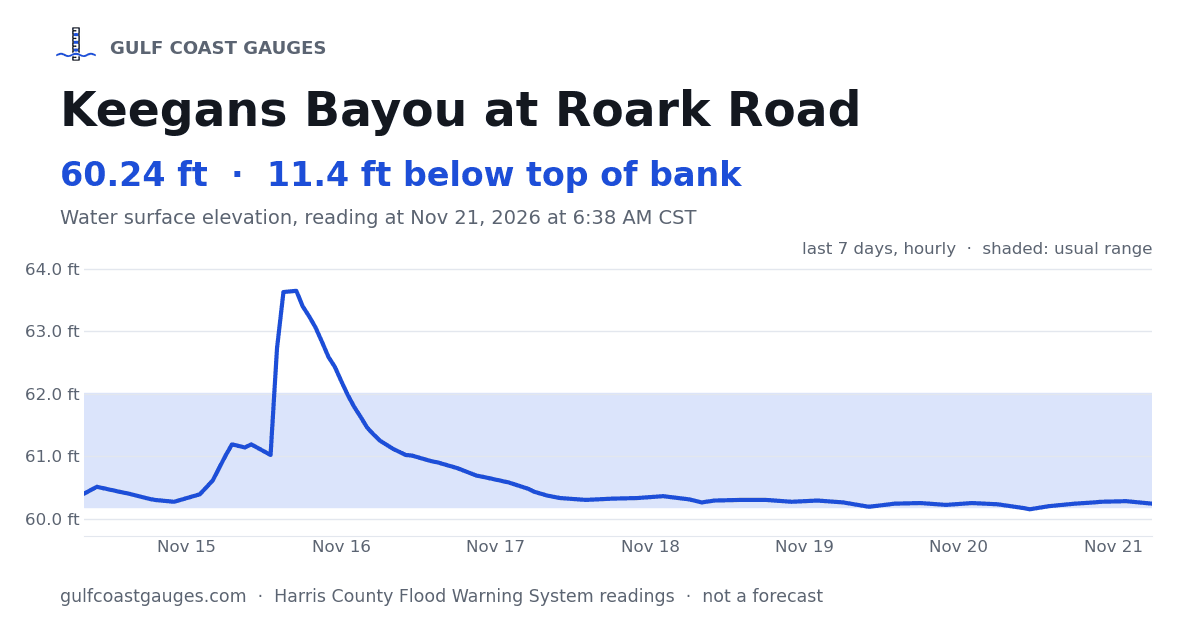 GULF COAST GAUGES
Keegans Bayou at Roark Road
60.24 ft · 11.4 ft below top of bank
Water surface elevation, reading at Nov 21, 2026 at 6:38 AM CST
last 7 days, hourly · shaded: usual range
64.0 ft
63.0 ft
62.0 ft
61.0 ft
60.0 ft
Nov 15 Nov 16 Nov 17 Nov 18 Nov 19 Nov 20 Nov 21
gulfcoastgauges.com · Harris County Flood Warning System readings · not a forecast